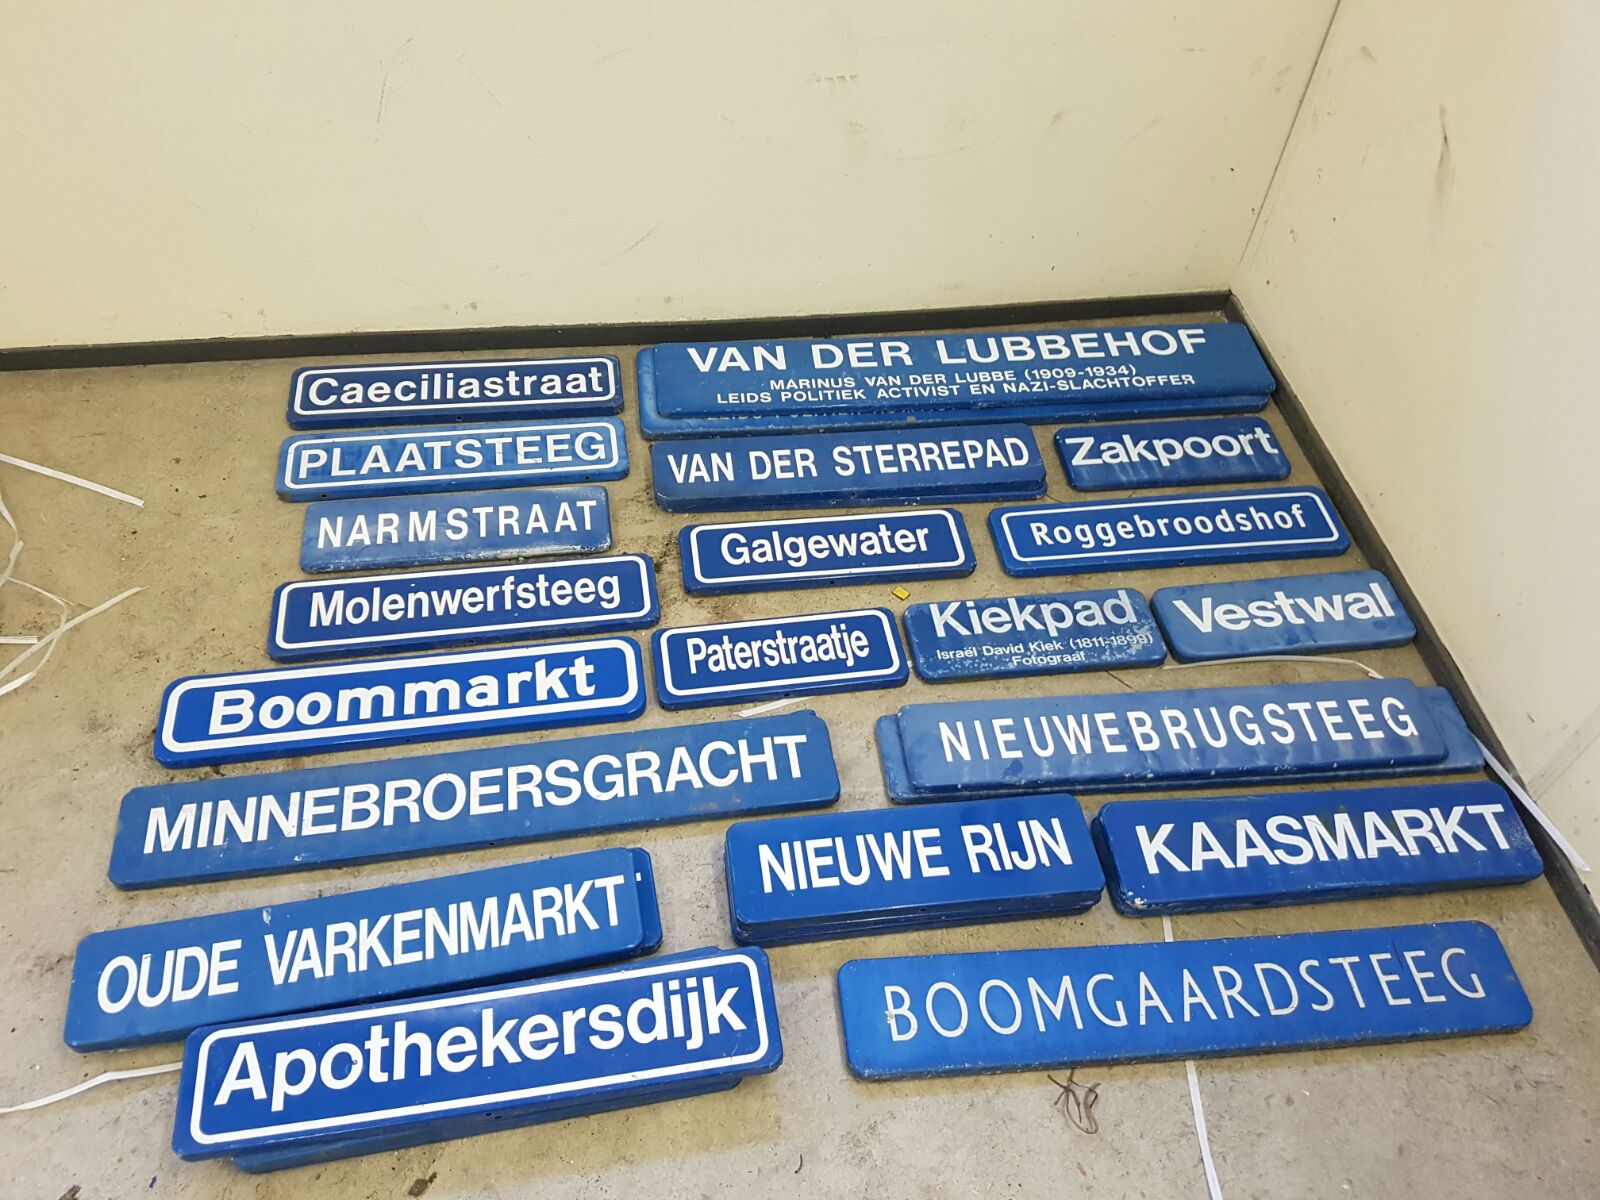 Caeciliastraat
VAN DER LUBBEHOF
MARINUS VAN DER LUBBE (1909-1934)
LEIDS POLITIEK ACTIVIST EN NAZI-SLACHTOFFER
PLAATSTEEG
VAN DER STERREPAD
Zakpoort
NARMSTRAAT
Galgewater
Roggebroodshof
Molenwerfsteeg
Paterstraatje
Kiekpad
Israël David Kiek (1811-1899)
Fotograaf
Vestwal
Boommarkt
NIEUWEBRUGSTEEG
MINNEBROERSGRACHT
NIEUWE RIJN
KAASMARKT
OUDE VARKENMARKT
Apothekersdijk
BOOMGAARDSTEEG